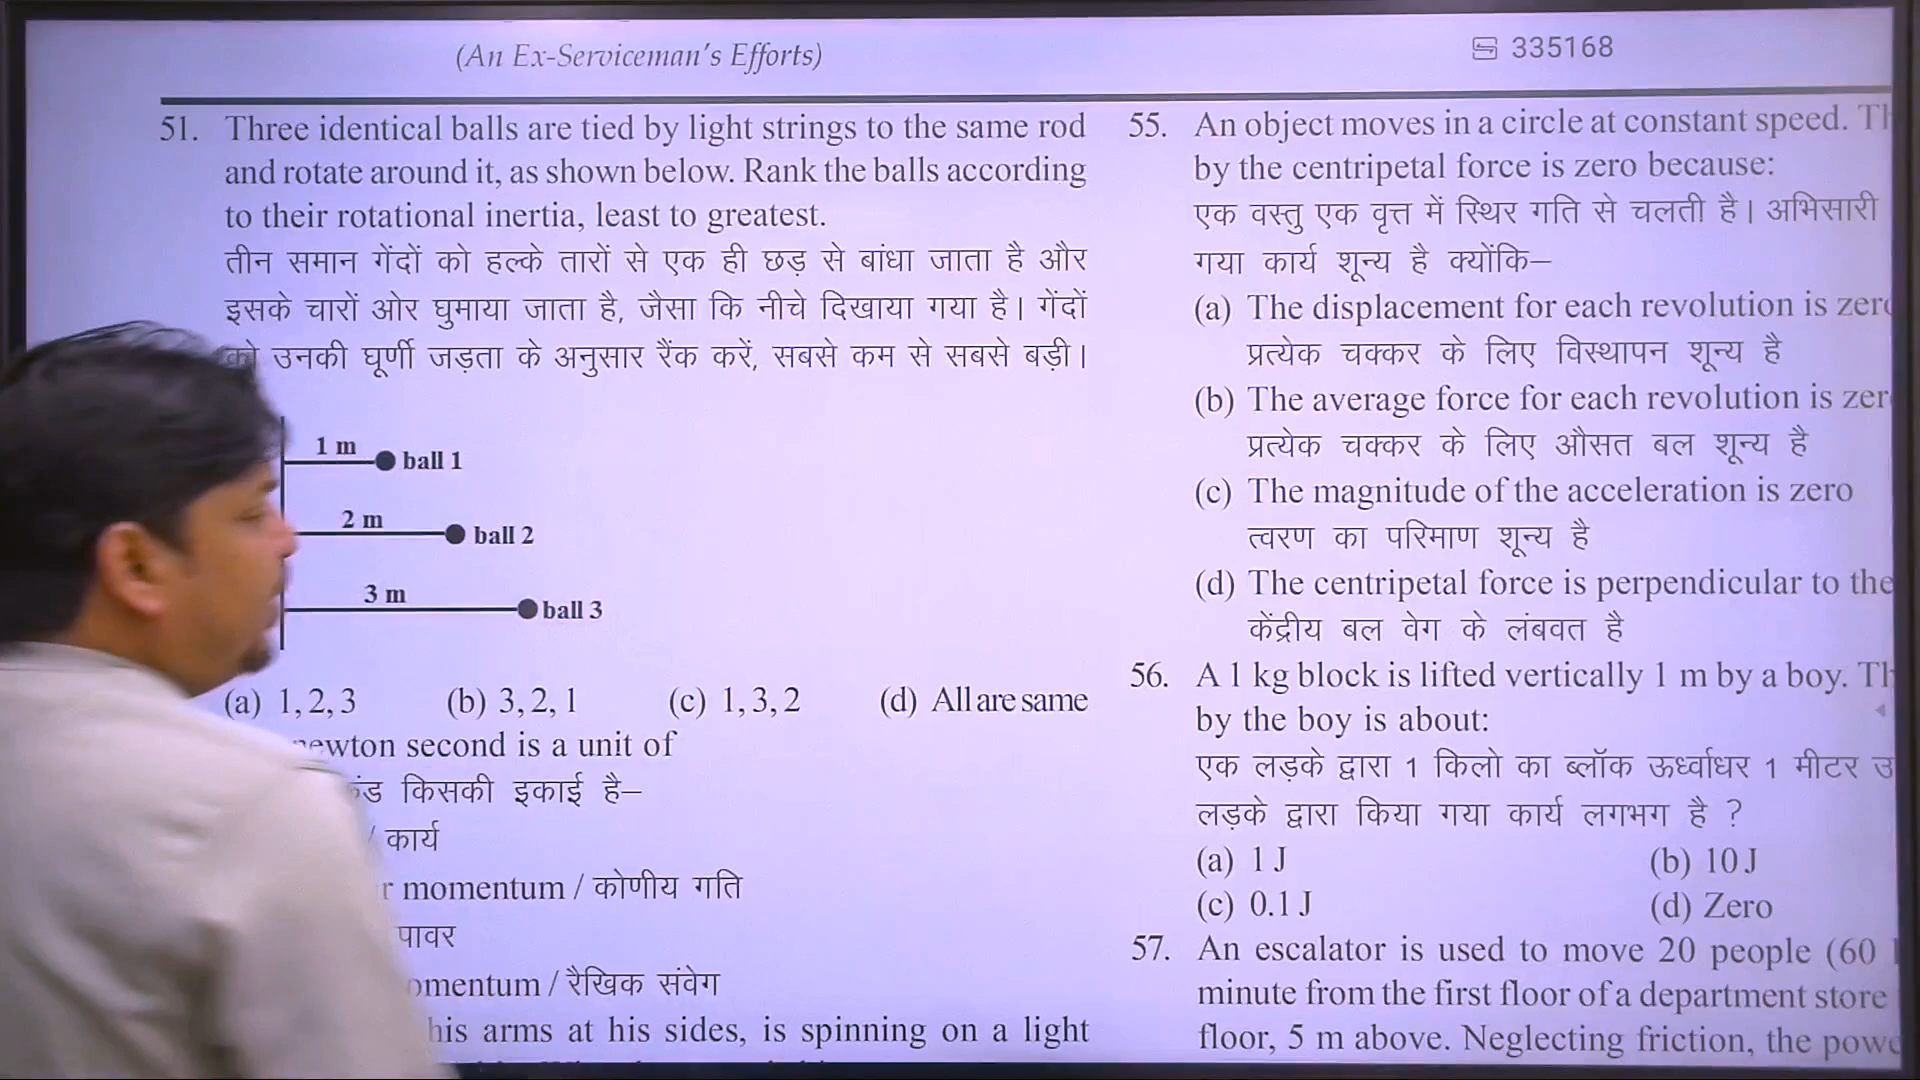 (An Ex-Serviceman's Efforts)
335168
51. Three identical balls are tied by light strings to the same rod
and rotate around it, as shown below. Rank the balls according
to their rotational inertia, least to greatest.
तीन समान गेंदों को हल्के तारों से एक ही छड़ से बांधा जाता है और
इसके चारों ओर घुमाया जाता है, जैसा कि नीचे दिखाया गया है। गेंदों
को उनकी घूर्णी जड़ता के अनुसार रैंक करें, सबसे कम से सबसे बड़ी।
1 m ball 1
2 m ball 2
3 m ball 3
(a) 1, 2, 3 (b) 3, 2, 1 (c) 1, 3, 2 (d) All are same
second is a unit of
किसकी इकाई है–
/ कार्य
momentum / कोणीय गति
पावर
/ रैखिक संवेग
his arms at his sides, is spinning on a light
55. An object moves in a circle at constant speed.
by the centripetal force is zero because:
एक वस्तु एक वृत्त में स्थिर गति से चलती है। अभिसारी
गया कार्य शून्य है क्योंकि–
(a) The displacement for each revolution is
प्रत्येक चक्कर के लिए विस्थापन शून्य है
(b) The average force for each revolution is
प्रत्येक चक्कर के लिए औसत बल शून्य है
(c) The magnitude of the acceleration is zero
त्वरण का परिमाण शून्य है
(d) The centripetal force is perpendicular to the
केंद्रीय बल वेग के लंबवत है
56. A 1 kg block is lifted vertically 1 m by a boy.
by the boy is about:
एक लड़के द्वारा 1 किलो का ब्लॉक ऊर्ध्वाधर 1 मीटर
लड़के द्वारा किया गया कार्य लगभग है ?
(a) 1 J (b) 10 J
(c) 0.1 J (d) Zero
57. An escalator is used to move 20 people (60
minute from the first floor of a department store
floor, 5 m above. Neglecting friction, the